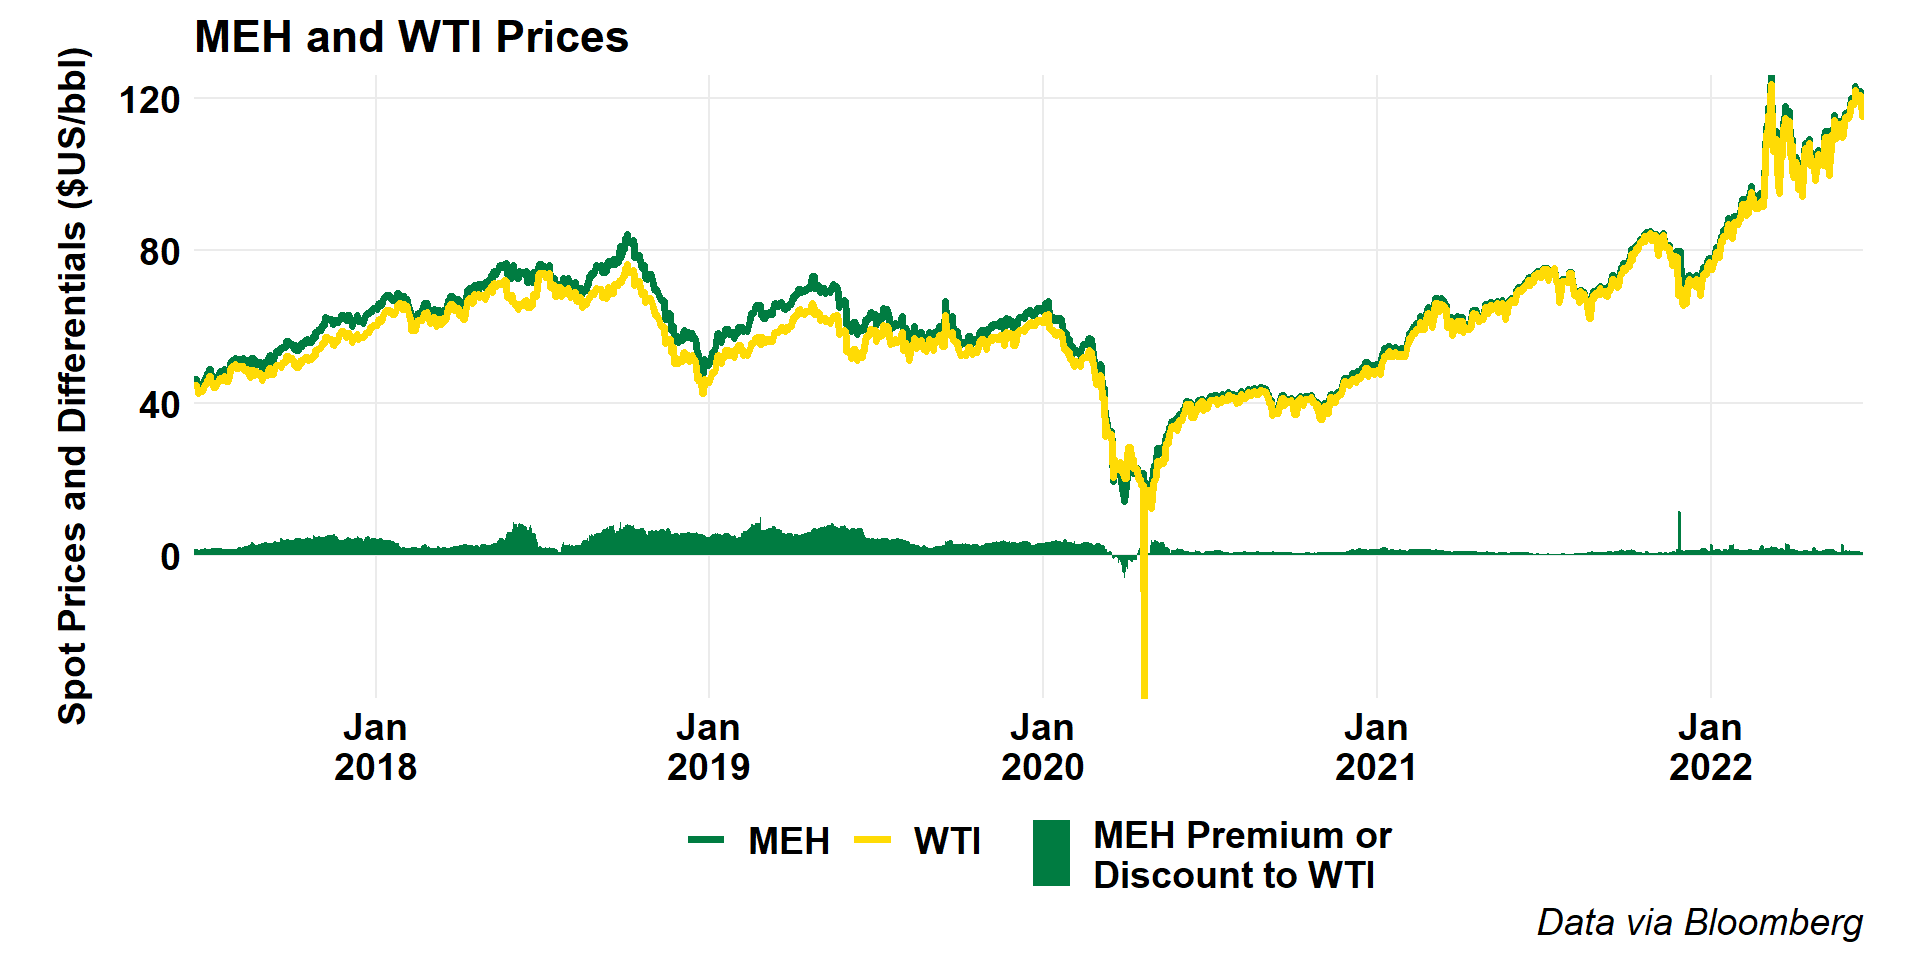 MEH and WTI Prices
Spot Prices and Differentials ($US/bbl)
120
80
40
0
Jan
2018
Jan
2019
Jan
2020
Jan
2021
Jan
2022
MEH
WTI
MEH Premium or
Discount to WTI
Data via Bloomberg